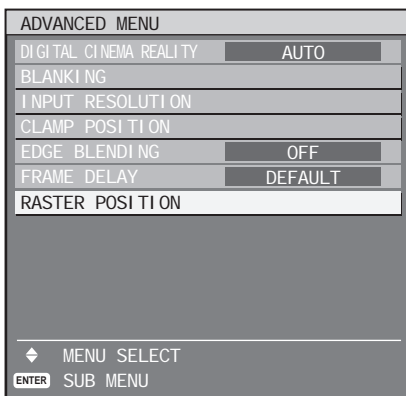 ADVANCED MENU
DIGITAL CINEMA REALITY AUTO
BLANKING
INPUT RESOLUTION
CLAMP POSITION
EDGE BLENDING OFF
FRAME DELAY DEFAULT
RASTER POSITION
MENU SELECT
ENTER SUB MENU